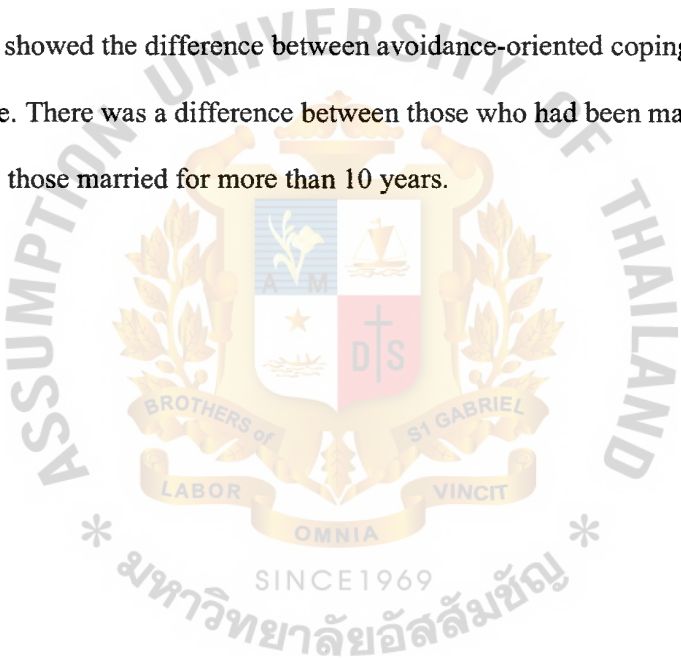 showed the difference between avoidance-oriented coping
e. There was a difference between those who had been ma
those married for more than 10 years.
ASSUMPTION UNIVERSITY OF THAILAND
A M
D S
BROTHERS of ST GABRIEL
LABOR
VINCIT
OMNIA
* *
SINCE1969
มหาวิทยาลัยอัสสัมชัญ